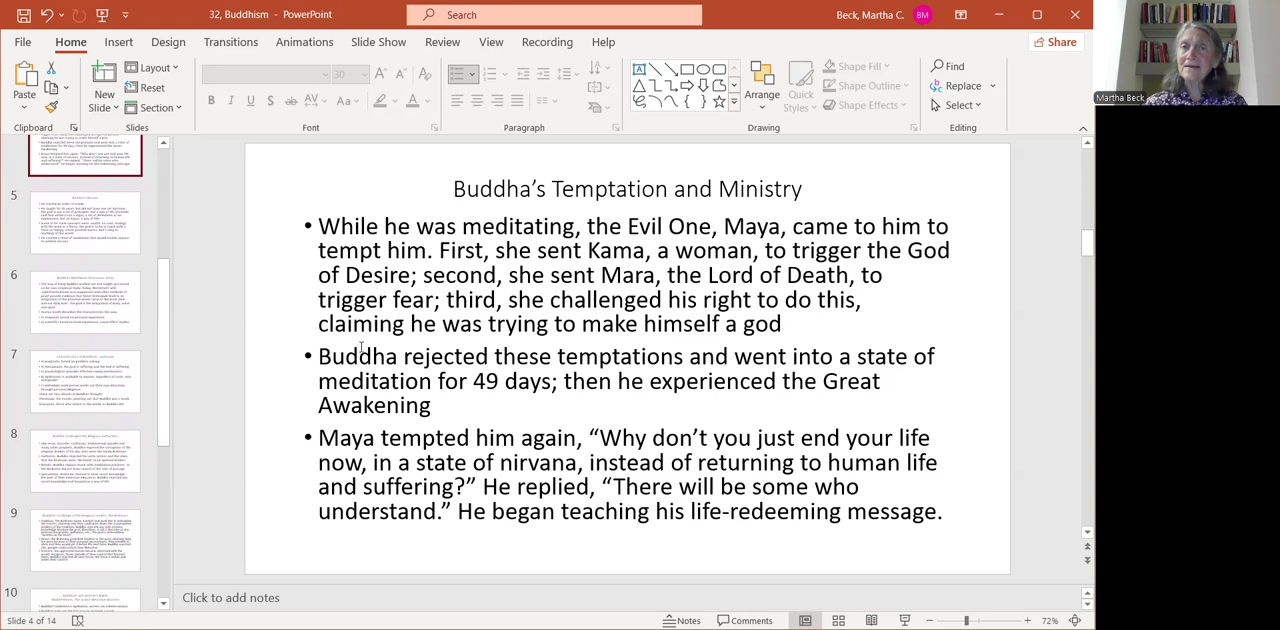 32, Buddhism - PowerPoint
Search
Beck, Martha C. BM
File Home Insert Design Slide Show Transitions Animations Review View Recording Help
Share
Paste
New
Slide
Layout
Reset
Section
30
Arrange
Quick
Styles
Shape Fill
Shape Outline
Shape Effects
Find
Replace
Select
Clipboard Slides Font Paragraph Drawing Editing
Martha Beck
5
6
7
8
9
10
Buddha's Temptation and Ministry
• While he was meditating, the Evil One, Maya, came to him to
tempt him. First, she sent Kama, a woman, to trigger the God
of Desire; second, she sent Mara, the Lord of Death, to
trigger fear; third, she challenged his right to do this,
claiming he was trying to make himself a god
• Buddha rejected these temptations and went into a state of
meditation for 49 days; then he experienced the Great
Awakening
• Maya tempted him again, “Why don't you just end your life
now, in a state of nirvana, instead of returning to human life
and suffering?” He replied, “There will be some who
understand.” He began teaching his life-redeeming message.
Click to add notes
Slide 4 of 14
Notes Comments
72%